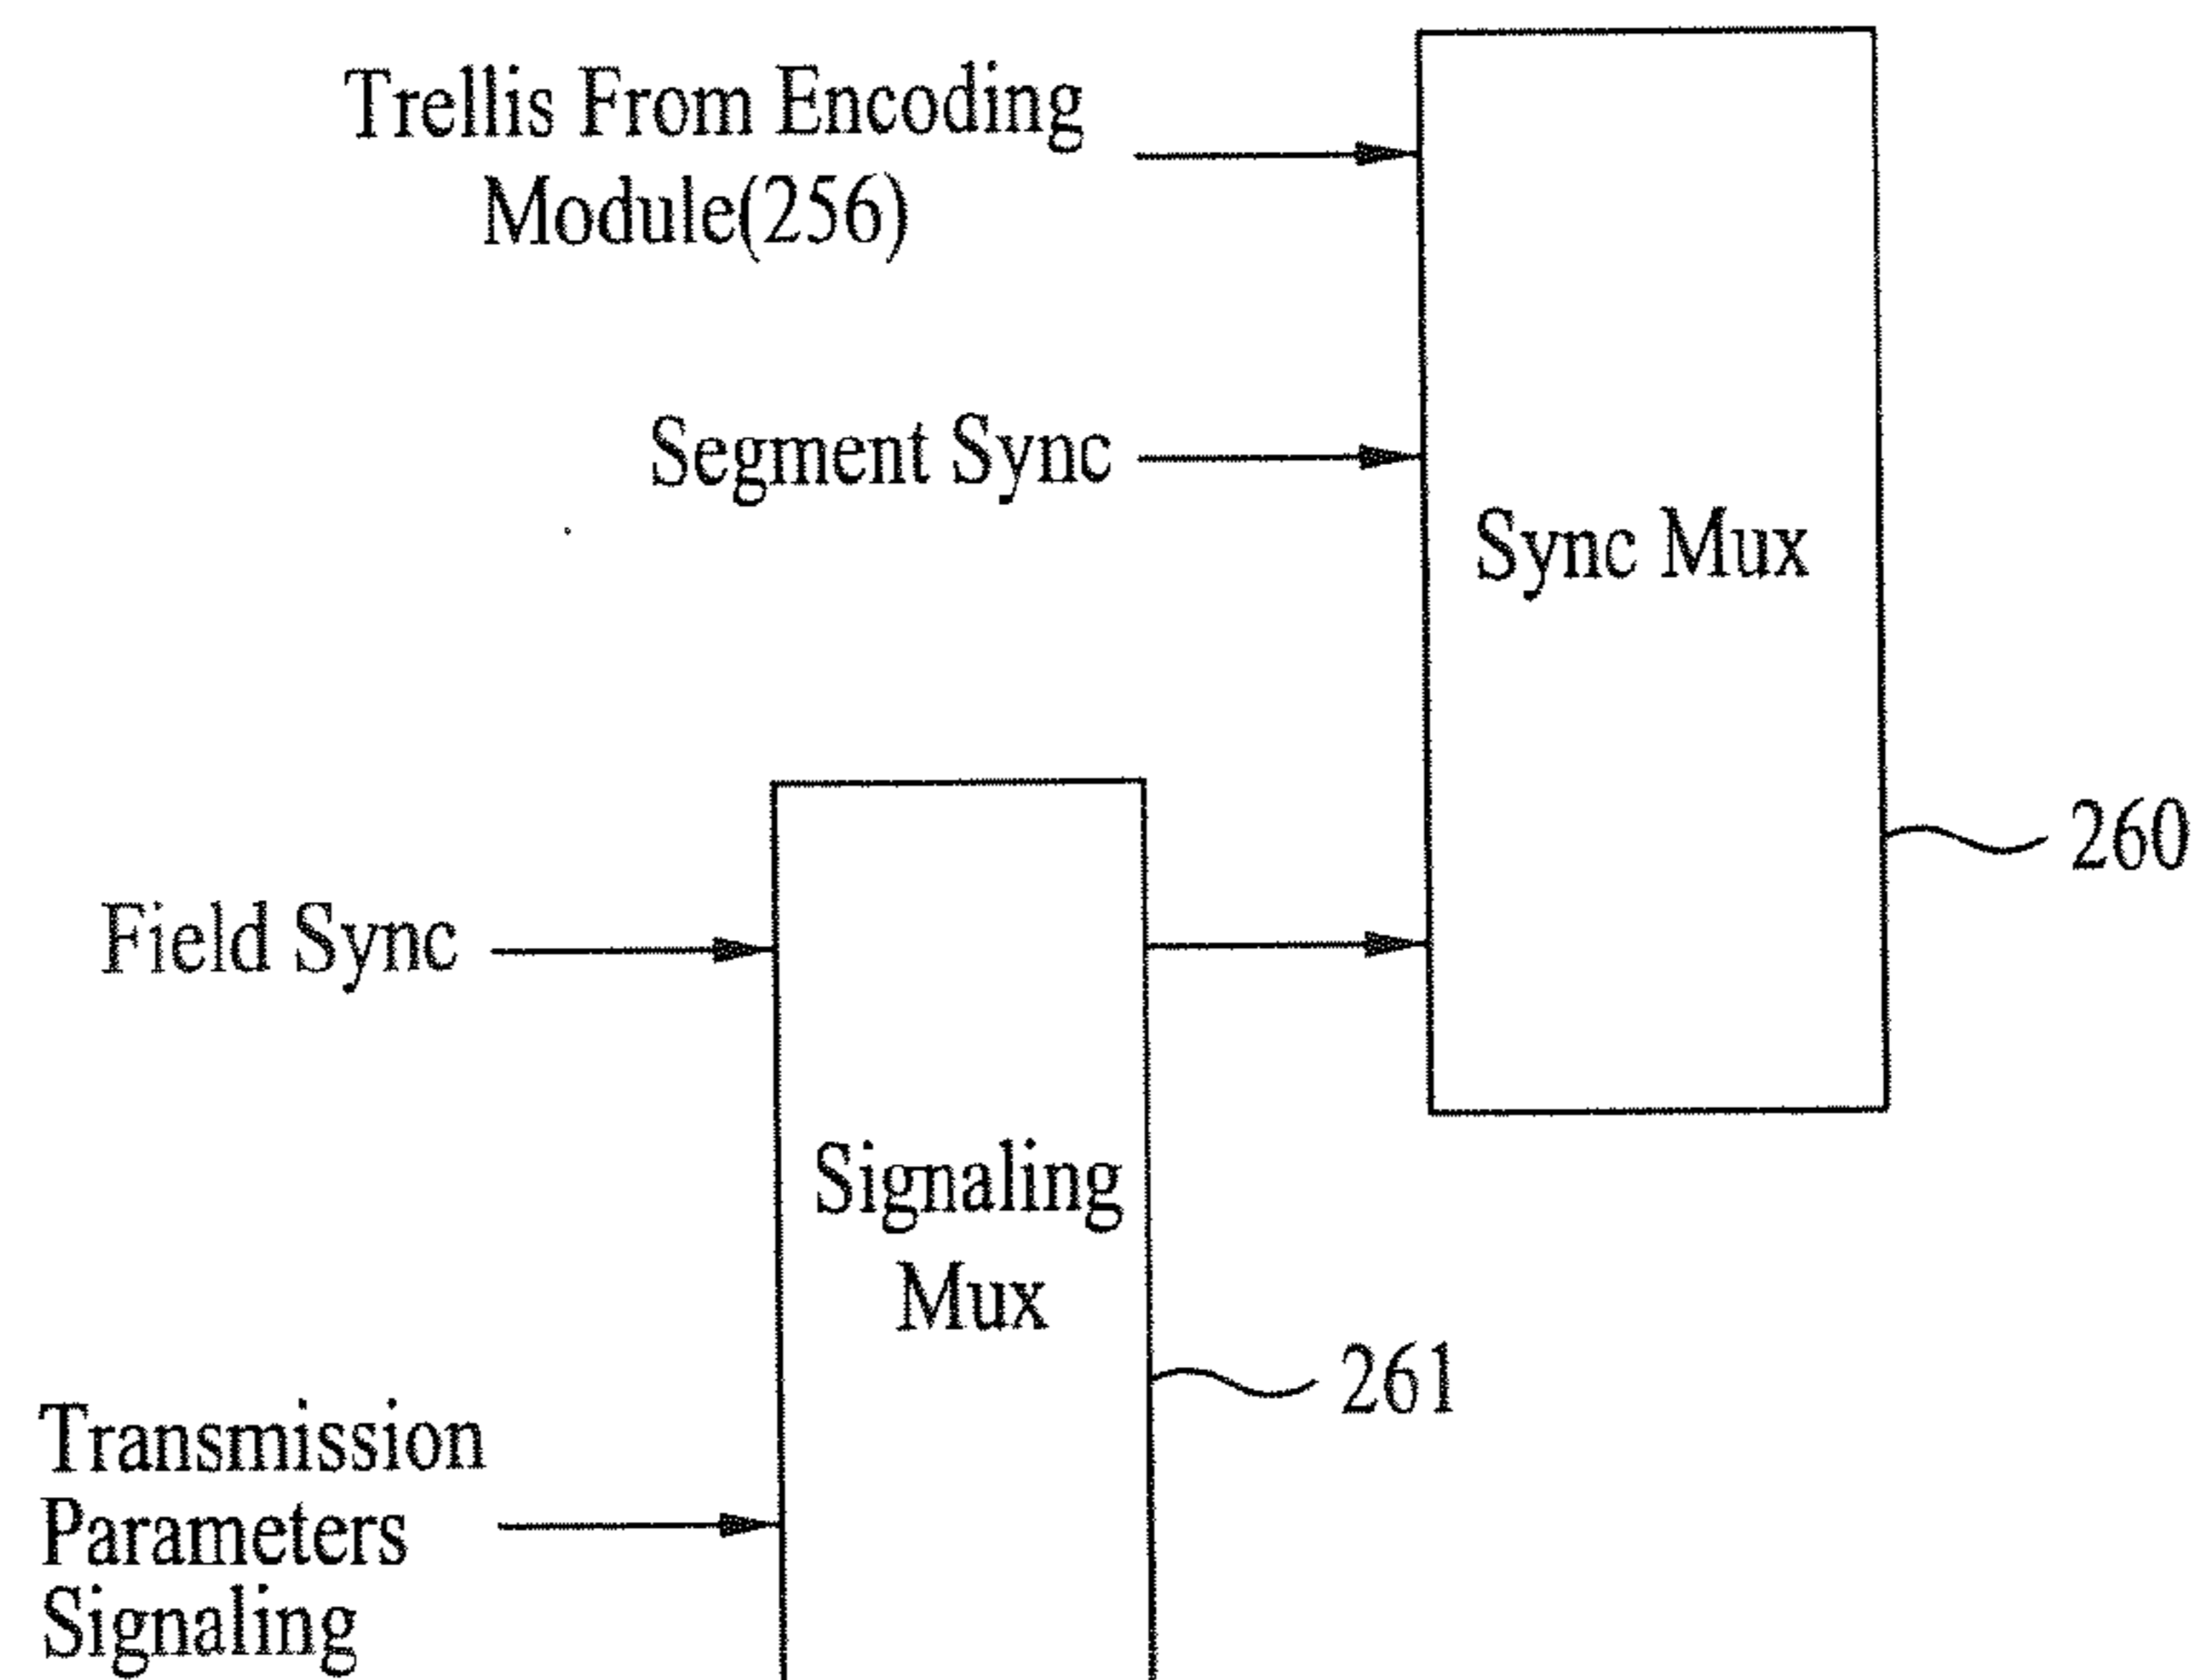 Trellis From Encoding
Module(256)
Segment Sync
Sync Mux
260
Field Sync
Signaling
Mux
261
Transmission
Parameters
Signaling